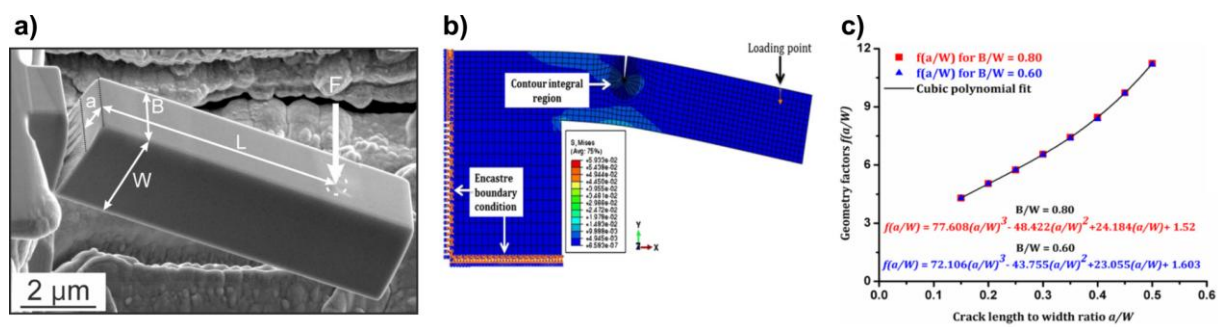 a)
a
B
F
L
W
2 μm
b)
Loading point
Contour integral
region
S, Mises
(Avg: 75%)
Encastre
boundary
condition
Y
Z
X
c)
Geometry factors f(a/W)
12
9
6
3
0
f(a/W) for B/W = 0.80
f(a/W) for B/W = 0.60
Cubic polynomial fit
B/W = 0.80
f(a/W) = 77.608(a/W)³- 48.422(a/W)²+24.184(a/W)+ 1.52
B/W = 0.60
f(a/W) = 72.106(a/W)³- 43.755(a/W)²+23.055(a/W)+ 1.603
0.0 0.1 0.2 0.3 0.4 0.5 0.6
Crack length to width ratio a/W